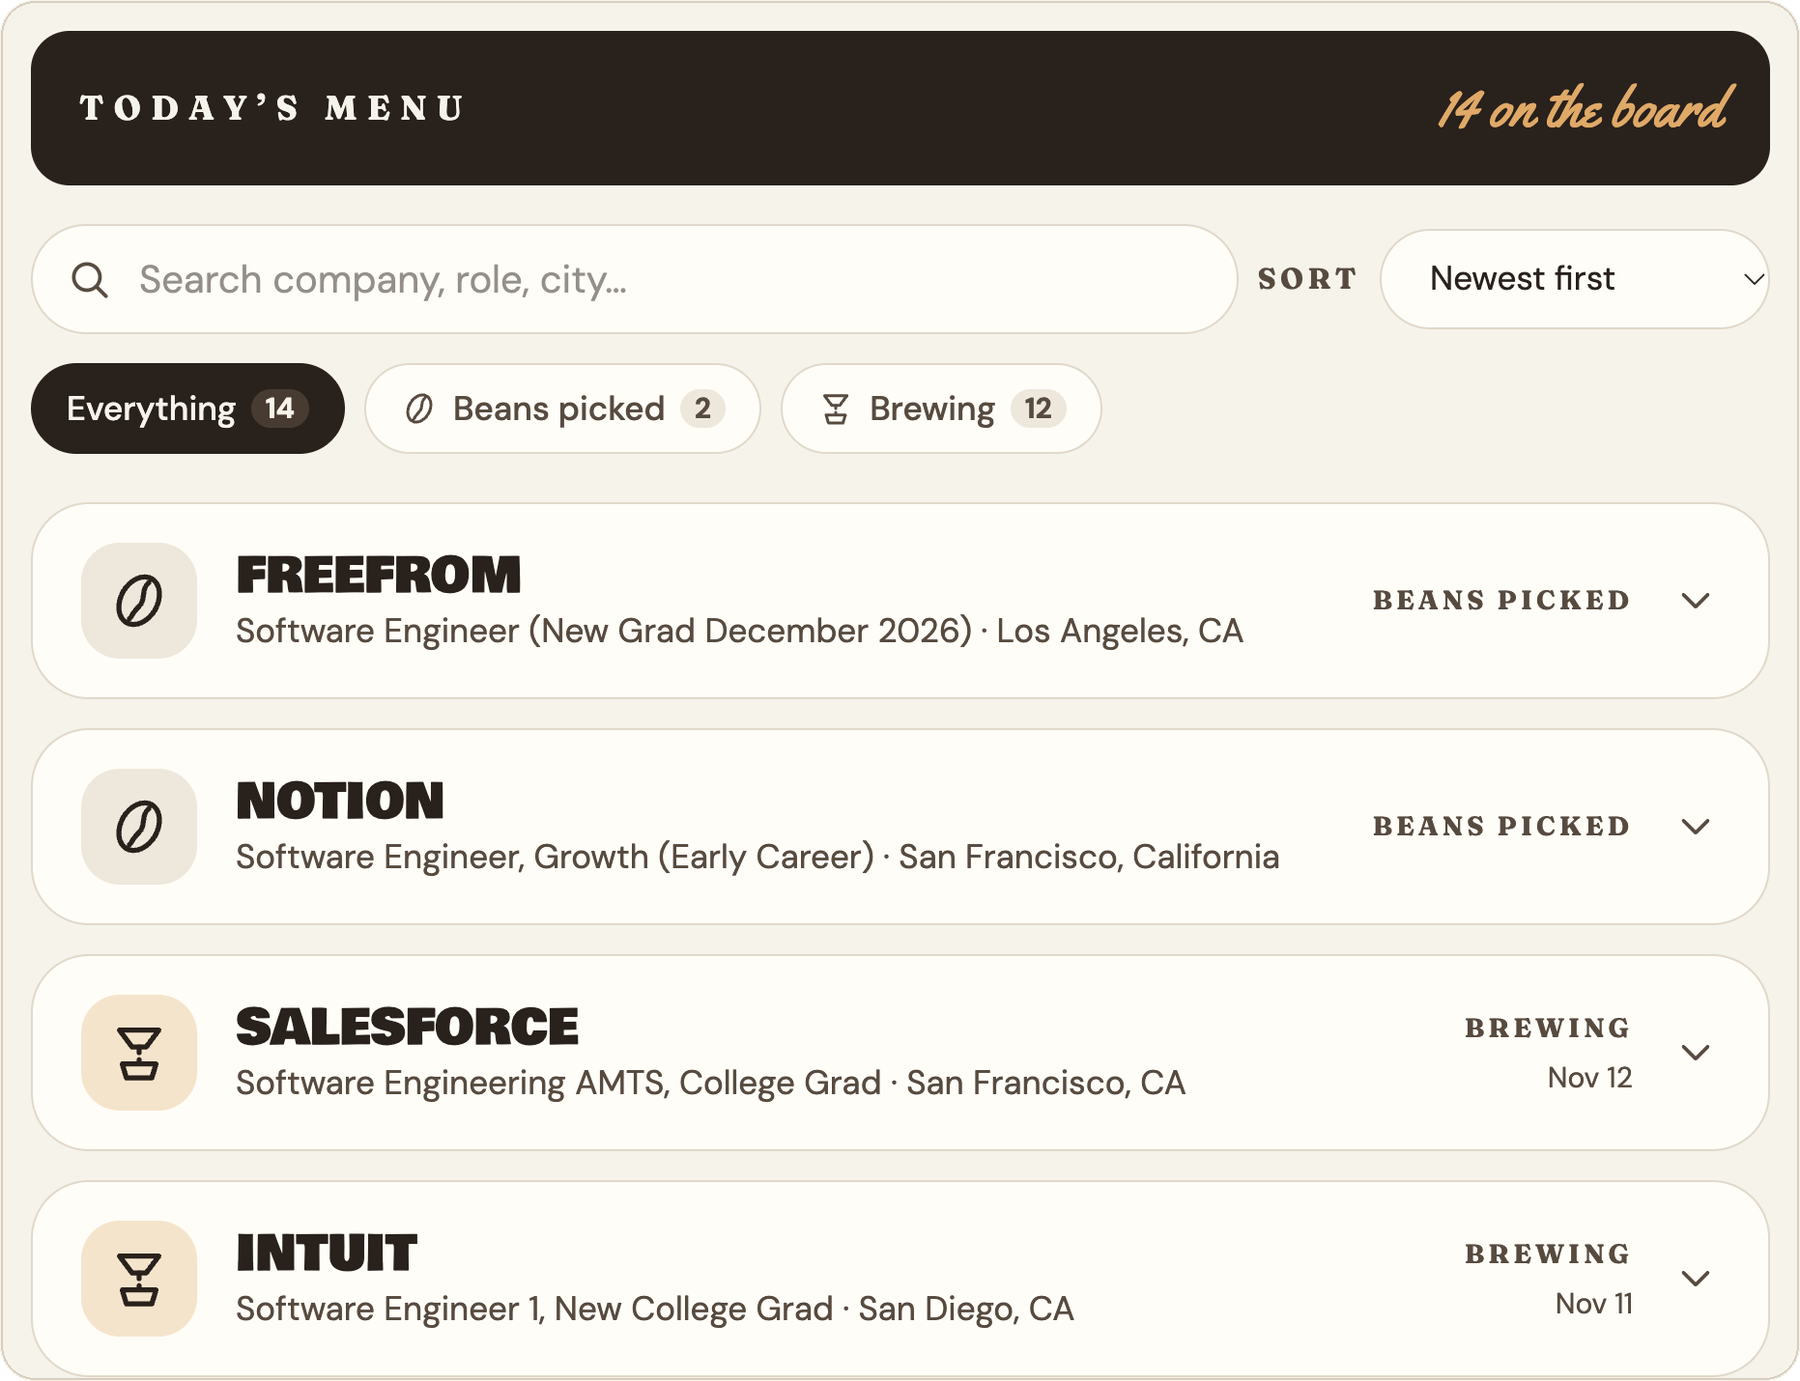 TODAY’S MENU
14 on the board
Search company, role, city...
SORT
Newest first
Everything 14
Beans picked 2
Brewing 12
FREEFROM
Software Engineer (New Grad December 2026) · Los Angeles, CA
BEANS PICKED
NOTION
Software Engineer, Growth (Early Career) · San Francisco, California
BEANS PICKED
SALESFORCE
Software Engineering AMTS, College Grad · San Francisco, CA
BREWING
Nov 12
INTUIT
Software Engineer 1, New College Grad · San Diego, CA
BREWING
Nov 11